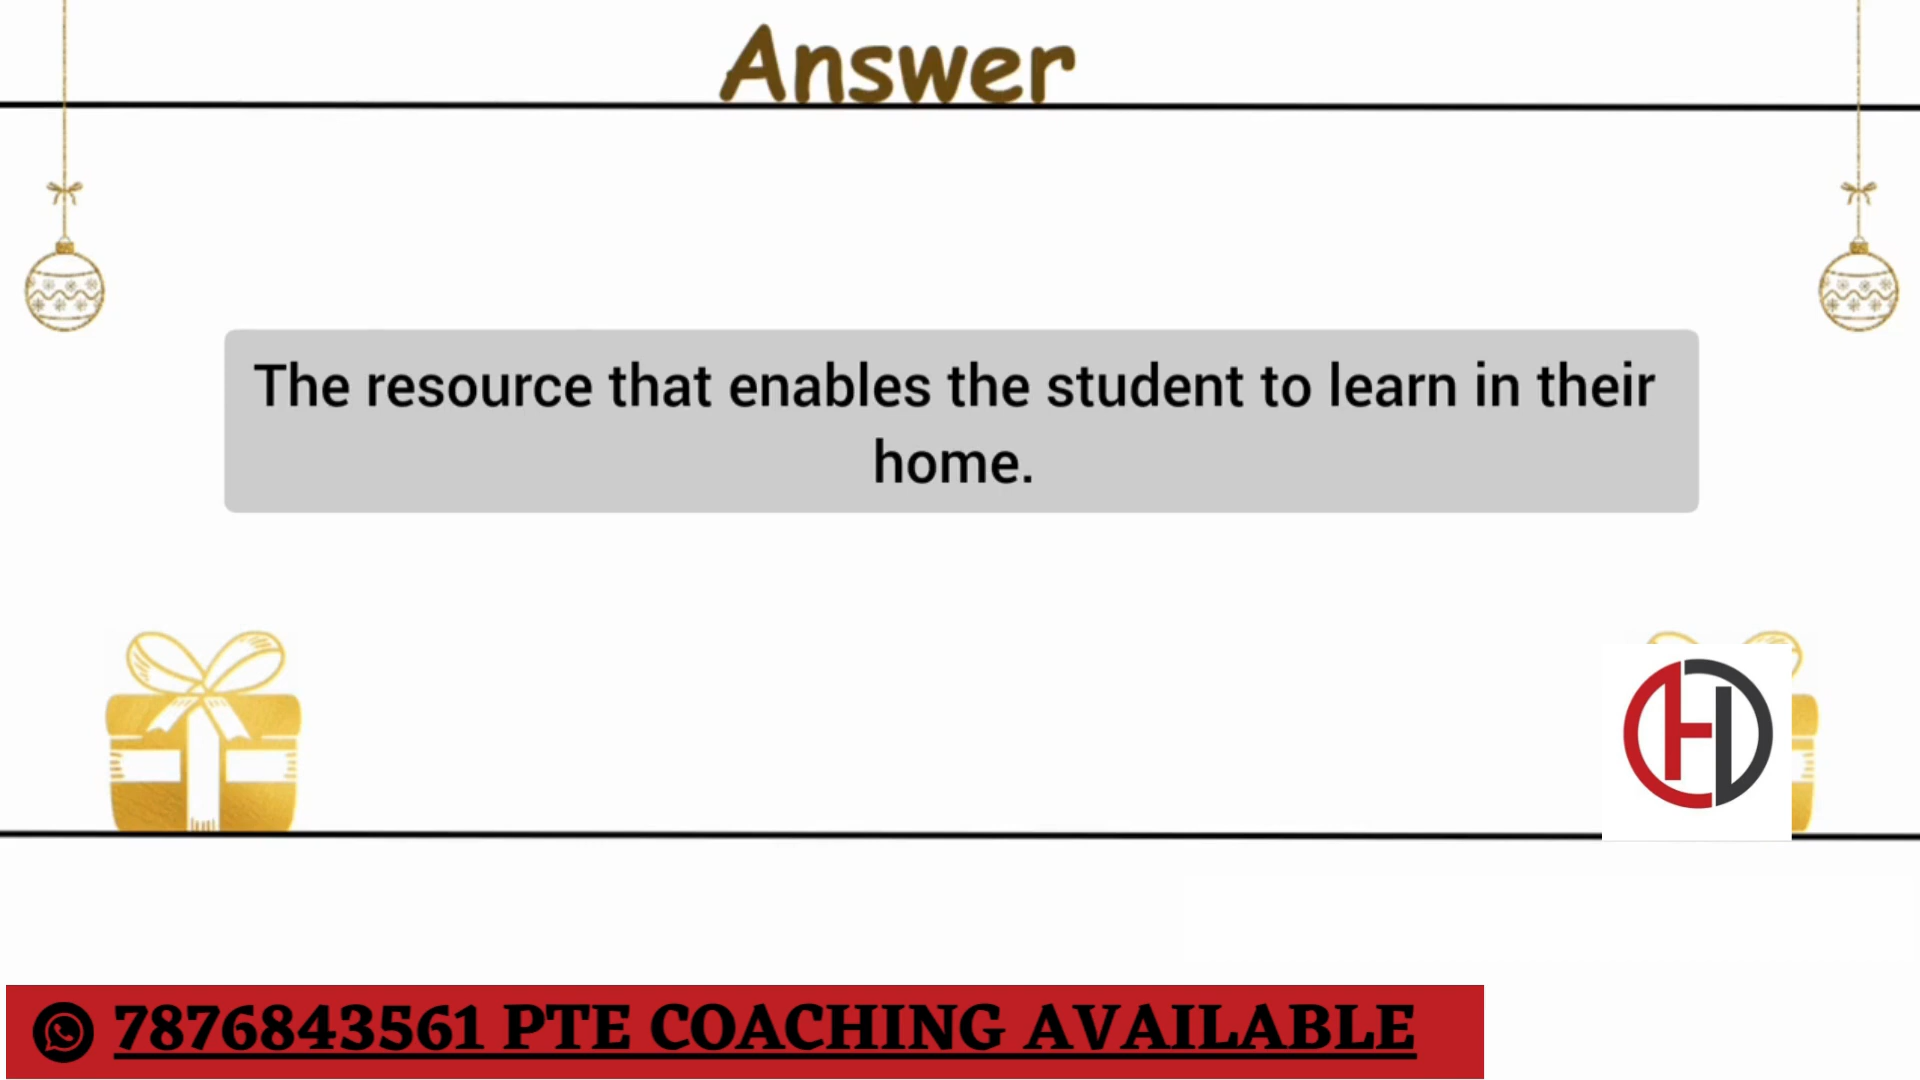 Answer
The resource that enables the student to learn in their
home.
7876843561 PTE COACHING AVAILABLE